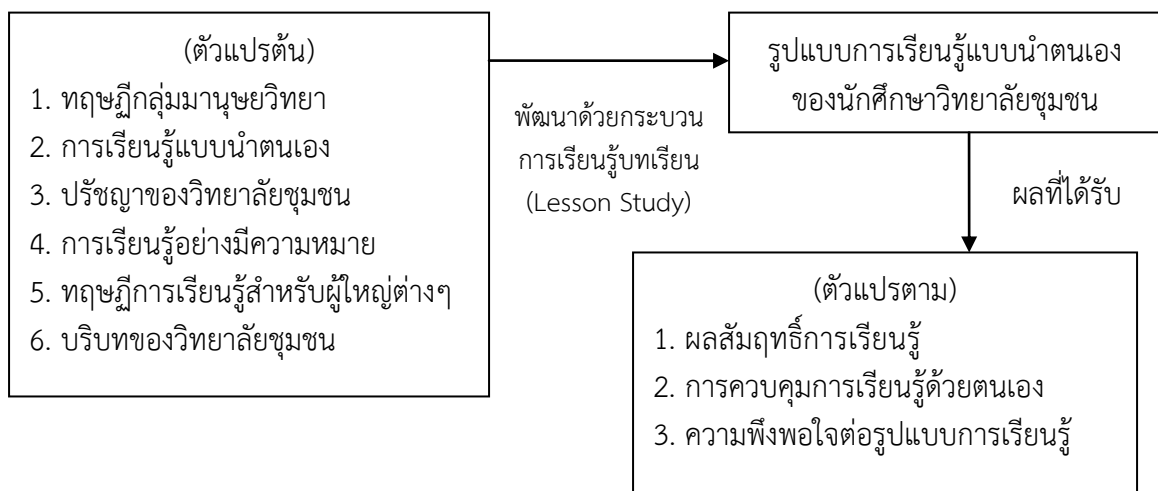 (ตัวแปรต้น)
1. ทฤษฏีกลุ่มมานุษยวิทยา
2. การเรียนรู้แบบนำตนเอง
3. ปรัชญาของวิทยาลัยชุมชน
4. การเรียนรู้อย่างมีความหมาย
5. ทฤษฏีการเรียนรู้สำหรับผู้ใหญ่ต่างๆ
6. บริบทของวิทยาลัยชุมชน
พัฒนาด้วยกระบวน
การเรียนรู้บทเรียน
(Lesson Study)
รูปแบบการเรียนรู้แบบนำตนเอง
ของนักศึกษาวิทยาลัยชุมชน
ผลที่ได้รับ
(ตัวแปรตาม)
1. ผลสัมฤทธิ์การเรียนรู้
2. การควบคุมการเรียนรู้ด้วยตนเอง
3. ความพึงพอใจต่อรูปแบบการเรียนรู้